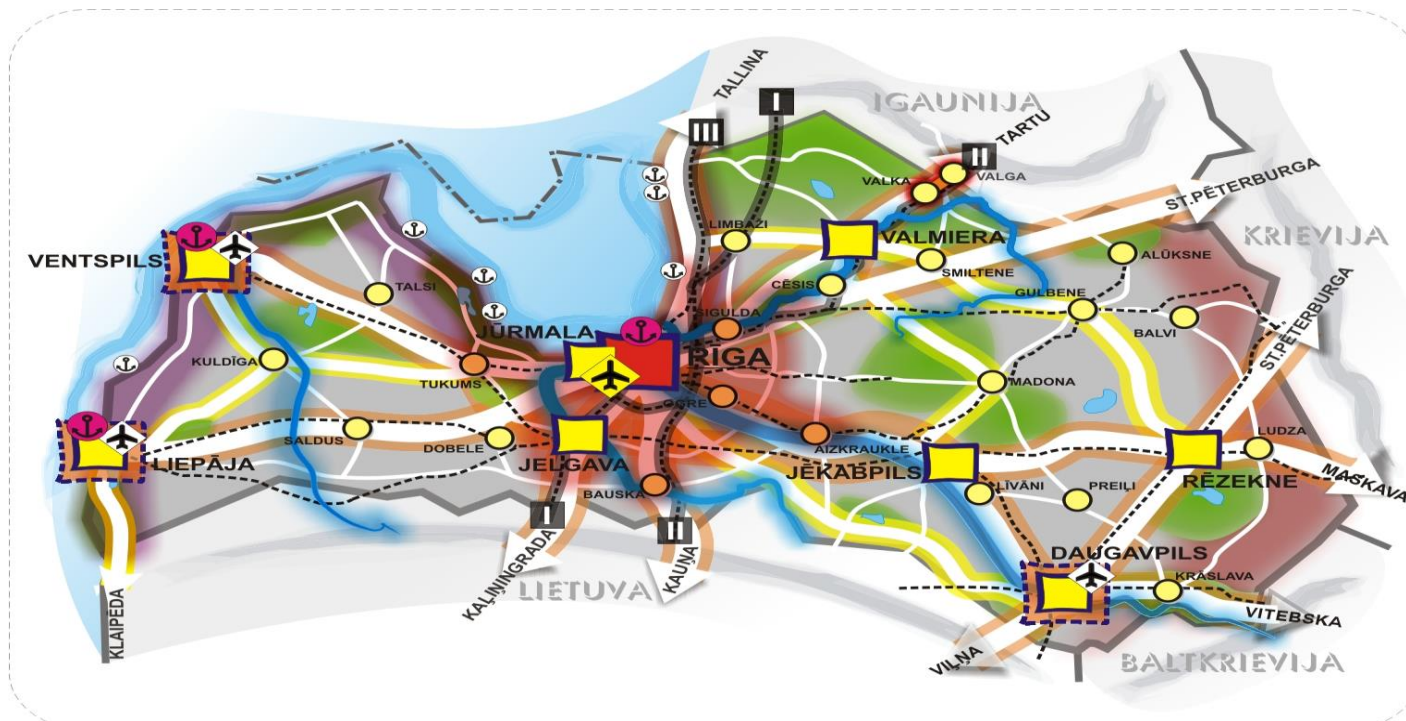 TALLINA
I
IGAUNIJA
III
TARTU
II
VALGA
VALKA
ST.PĒTERBURGA
LIMBAŽI
VALMIERA
KRIEVIJA
VENTSPILS
ALŪKSNE
SMILTENE
TALSI
CĒSIS
GULBENE
SIGULDA
JŪRMALA
BALVI
ST.PĒTERBURGA
KULDĪGA
RĪGA
TUKUMS
MADONA
OGRE
SALDUS
DOBELE
AIZKRAUKLE
LUDZA
LIEPĀJA
JELGAVA
JĒKABPILS
RĒZEKNE
MASKAVA
BAUSKA
LĪVĀNI
PREIĻI
I
II
DAUGAVPILS
KRĀSLAVA
KAĻIŅINGRADA
LIETUVA
KAUŅA
KLAIPĒDA
VITEBSKA
VIĻŅA
BALTKRIEVIJA